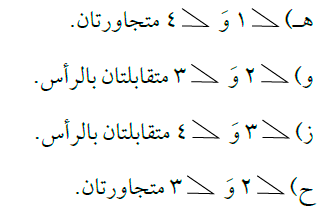 هـ) ∠١ وَ ∠٤ متجاورتان.
و) ∠٢ وَ ∠٣ متقابلتان بالرأس.
ز) ∠٣ وَ ∠٤ متقابلتان بالرأس.
ح) ∠٢ وَ ∠٣ متجاورتان.